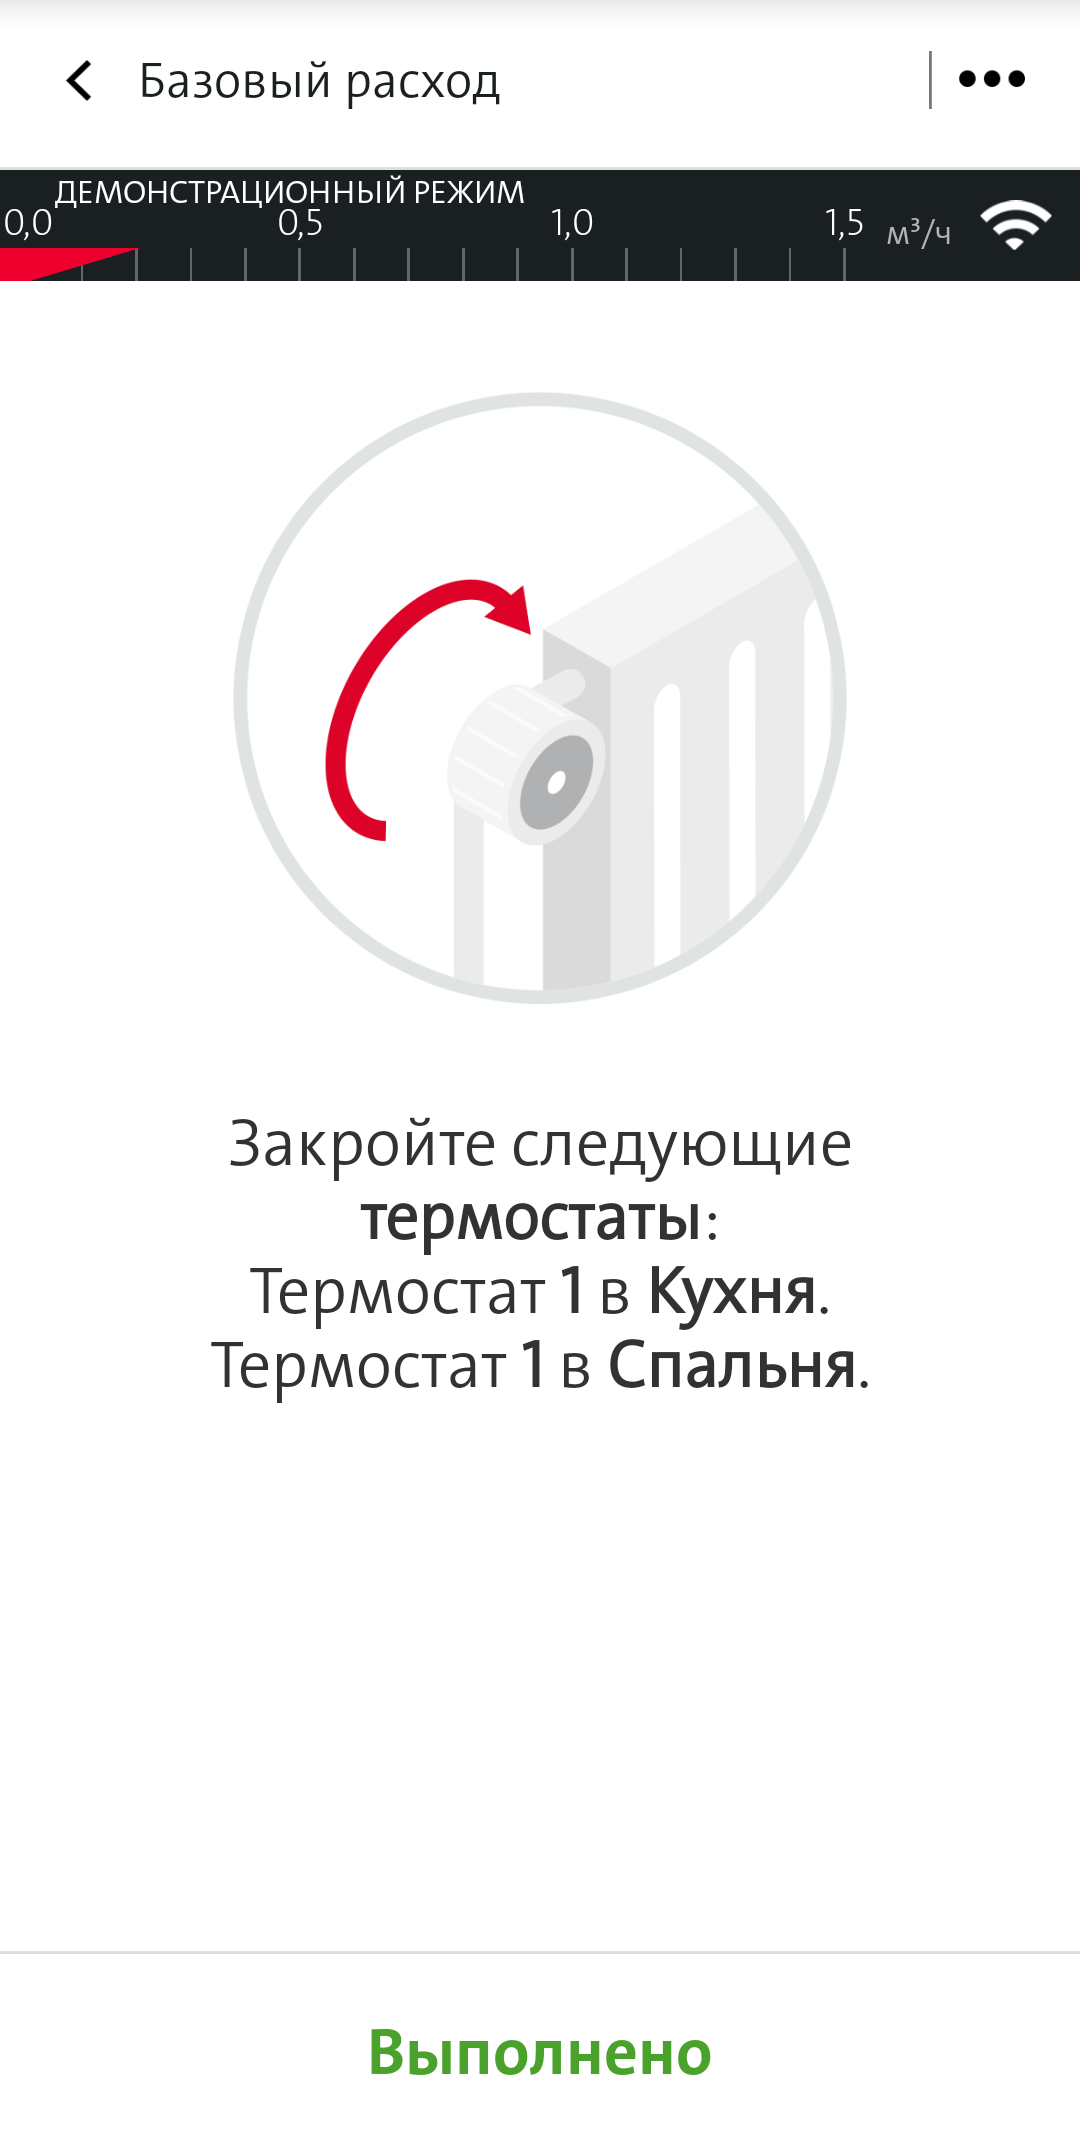 Базовый расход
ДЕМОНСТРАЦИОННЫЙ РЕЖИМ
0,0 0,5 1,0 1,5 м³/ч
Закройте следующие
термостаты:
Термостат 1 в Кухня.
Термостат 1 в Спальня.
Выполнено